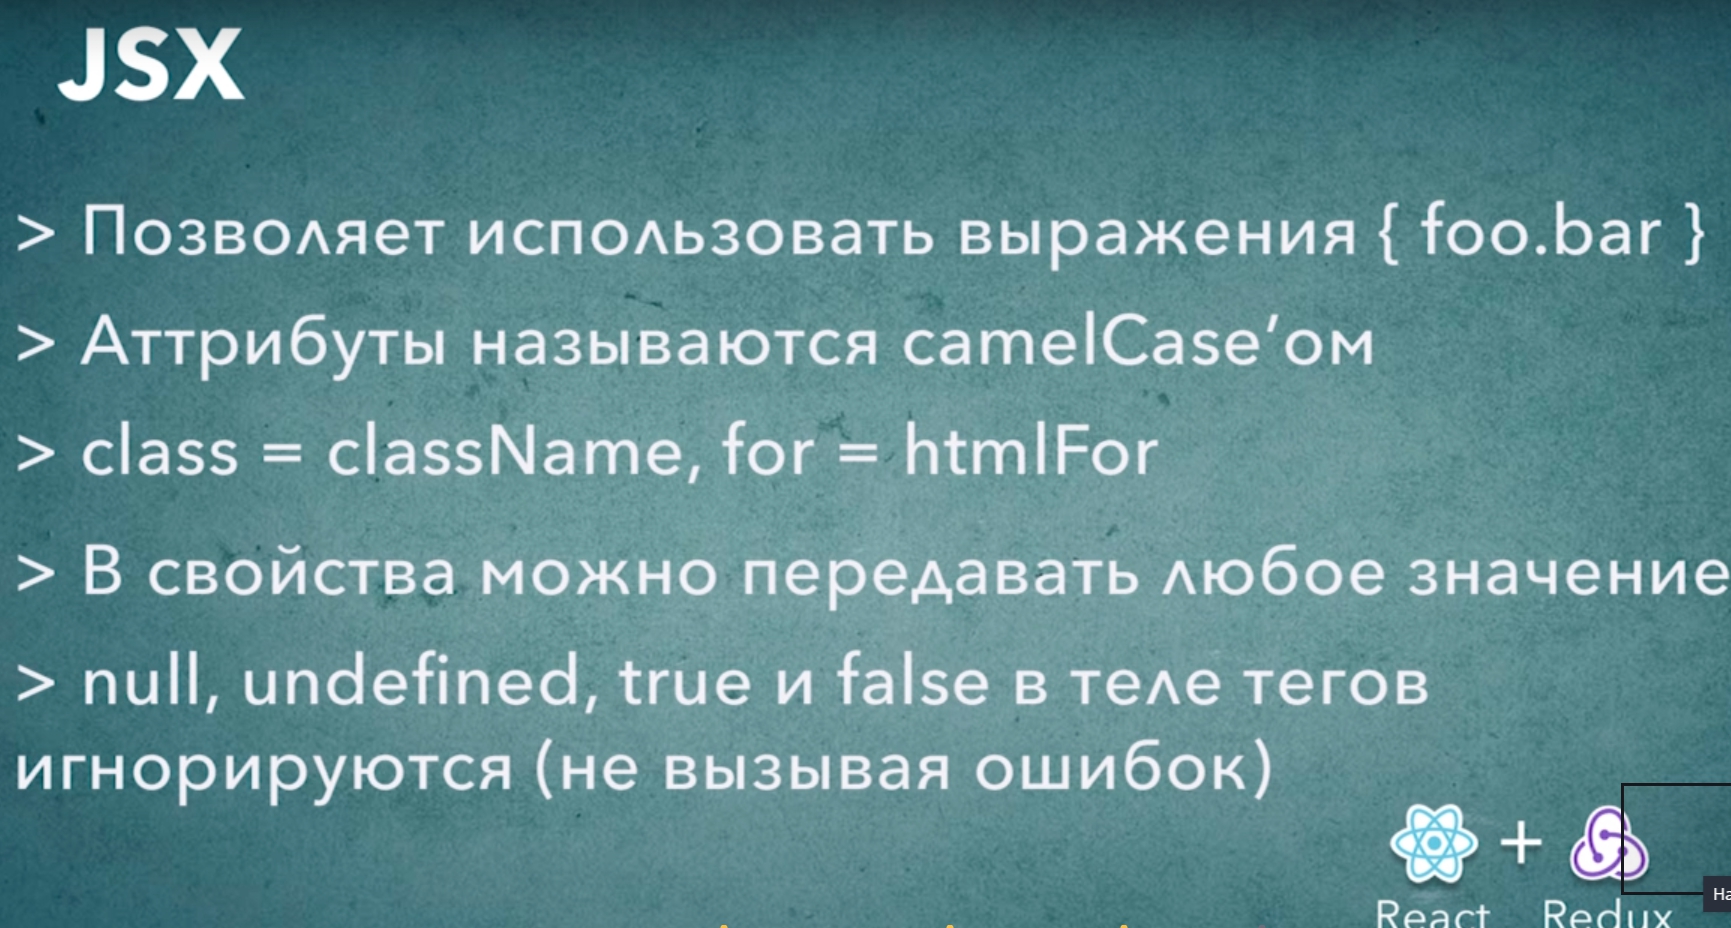 JSX
> Позволяет использовать выражения { foo.bar }
> Аттрибуты называются camelCase’ом
> class = className, for = htmlFor
> В свойства можно передавать любое значение
> null, undefined, true и false в теле тегов
игнорируются (не вызывая ошибок)
+
React Redux